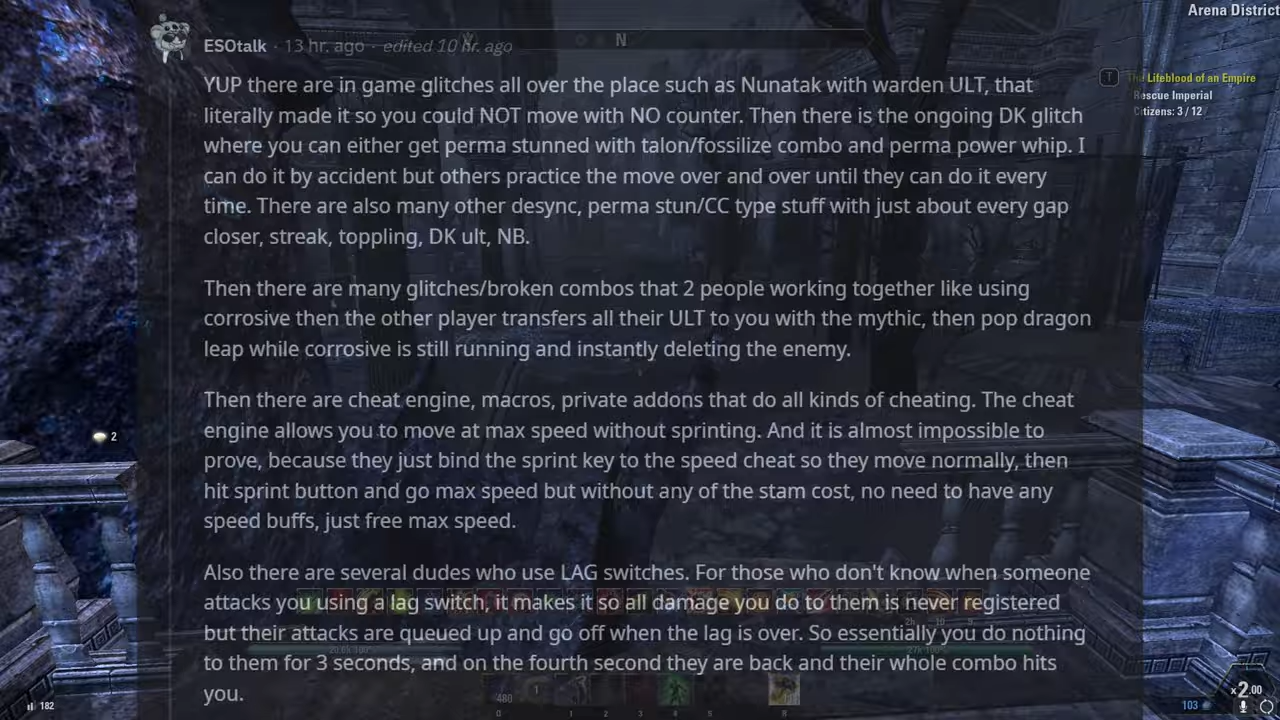 Arena District
ESOtalk · 13 hr. ago · edited 10 hr. ago
N
YUP there are in game glitches all over the place such as Nunatak with warden ULT, that
literally made it so you could NOT move with NO counter. Then there is the ongoing DK glitch
where you can either get perma stunned with talon/fossilize combo and perma power whip. I
can do it by accident but others practice the move over and over until they can do it every
time. There are also many other desync, perma stun/CC type stuff with just about every gap
closer, streak, toppling, DK ult, NB.
T
The Lifeblood of an Empire
Rescue Imperial
Citizens: 3 / 12
Then there are many glitches/broken combos that 2 people working together like using
corrosive then the other player transfers all their ULT to you with the mythic, then pop dragon
leap while corrosive is still running and instantly deleting the enemy.
Then there are cheat engine, macros, private addons that do all kinds of cheating. The cheat
engine allows you to move at max speed without sprinting. And it is almost impossible to
prove, because they just bind the sprint key to the speed cheat so they move normally, then
hit sprint button and go max speed but without any of the stam cost, no need to have any
speed buffs, just free max speed.
2
Also there are several dudes who use LAG switches. For those who don't know when someone
attacks you using a lag switch, it makes it so all damage you do to them is never registered
but their attacks are queued up and go off when the lag is over. So essentially you do nothing
to them for 3 seconds, and on the fourth second they are back and their whole combo hits
you.
480
1
182
103
x2.00